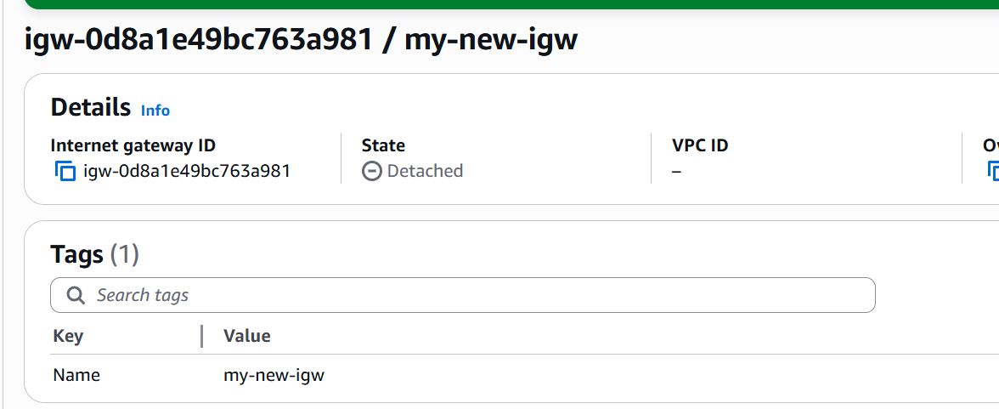 igw-0d8a1e49bc763a981 / my-new-igw
Details Info
Internet gateway ID State VPC ID
igw-0d8a1e49bc763a981 Detached –
Tags (1)
Search tags
Key Value
Name my-new-igw